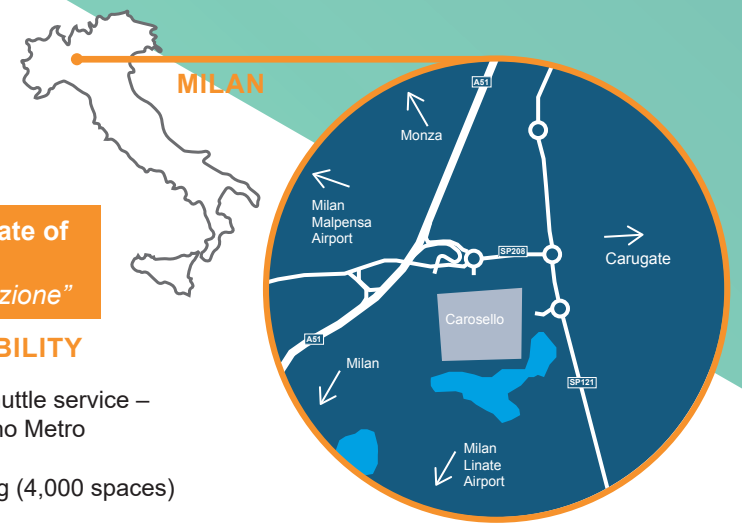 MILAN
A51
Monza
Milan
Malpensa
Airport
SP208
Carugate
Carosello
A51
Milan
SP121
Milan
Linate
Airport
ate of
zione”
BILITY
uttle service –
no Metro
g (4,000 spaces)